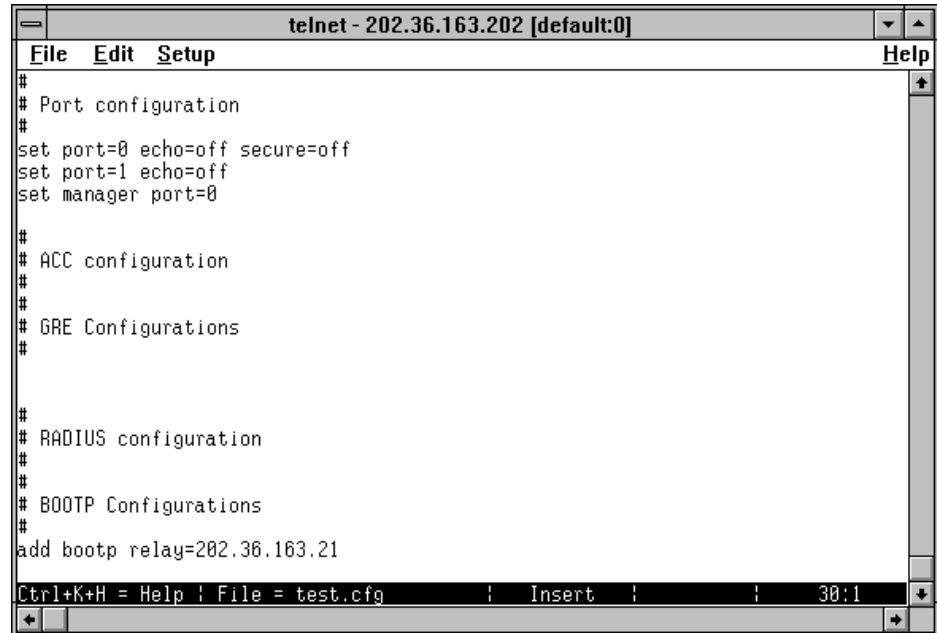 telnet - 202.36.163.202 [default:0]
File Edit Setup Help
#
# Port configuration
#
set port=0 echo=off secure=off
set port=1 echo=off
set manager port=0
#
# ACC configuration
#
#
# GRE Configurations
#
#
# RADIUS configuration
#
#
# BOOTP Configurations
#
add bootp relay=202.36.163.21
Ctrl+K+H = Help ¦ File = test.cfg ¦ Insert ¦ ¦ 30:1